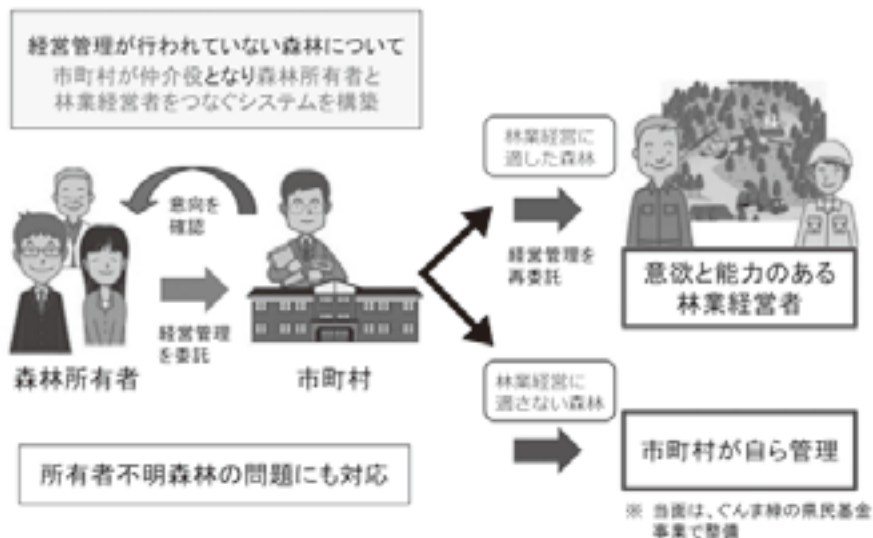 経営管理が行われていない森林について
市町村が仲介役となり森林所有者と
林業経営者をつなぐシステムを構築
意向を
確認
経営管理
を委託
森林所有者
市町村
林業経営に
適した森林
経営管理を
再委託
意欲と能力のある
林業経営者
林業経営に
適さない森林
市町村が自ら管理
所有者不明森林の問題にも対応
※ 当面は、ぐんま緑の県民基金
事業で整備